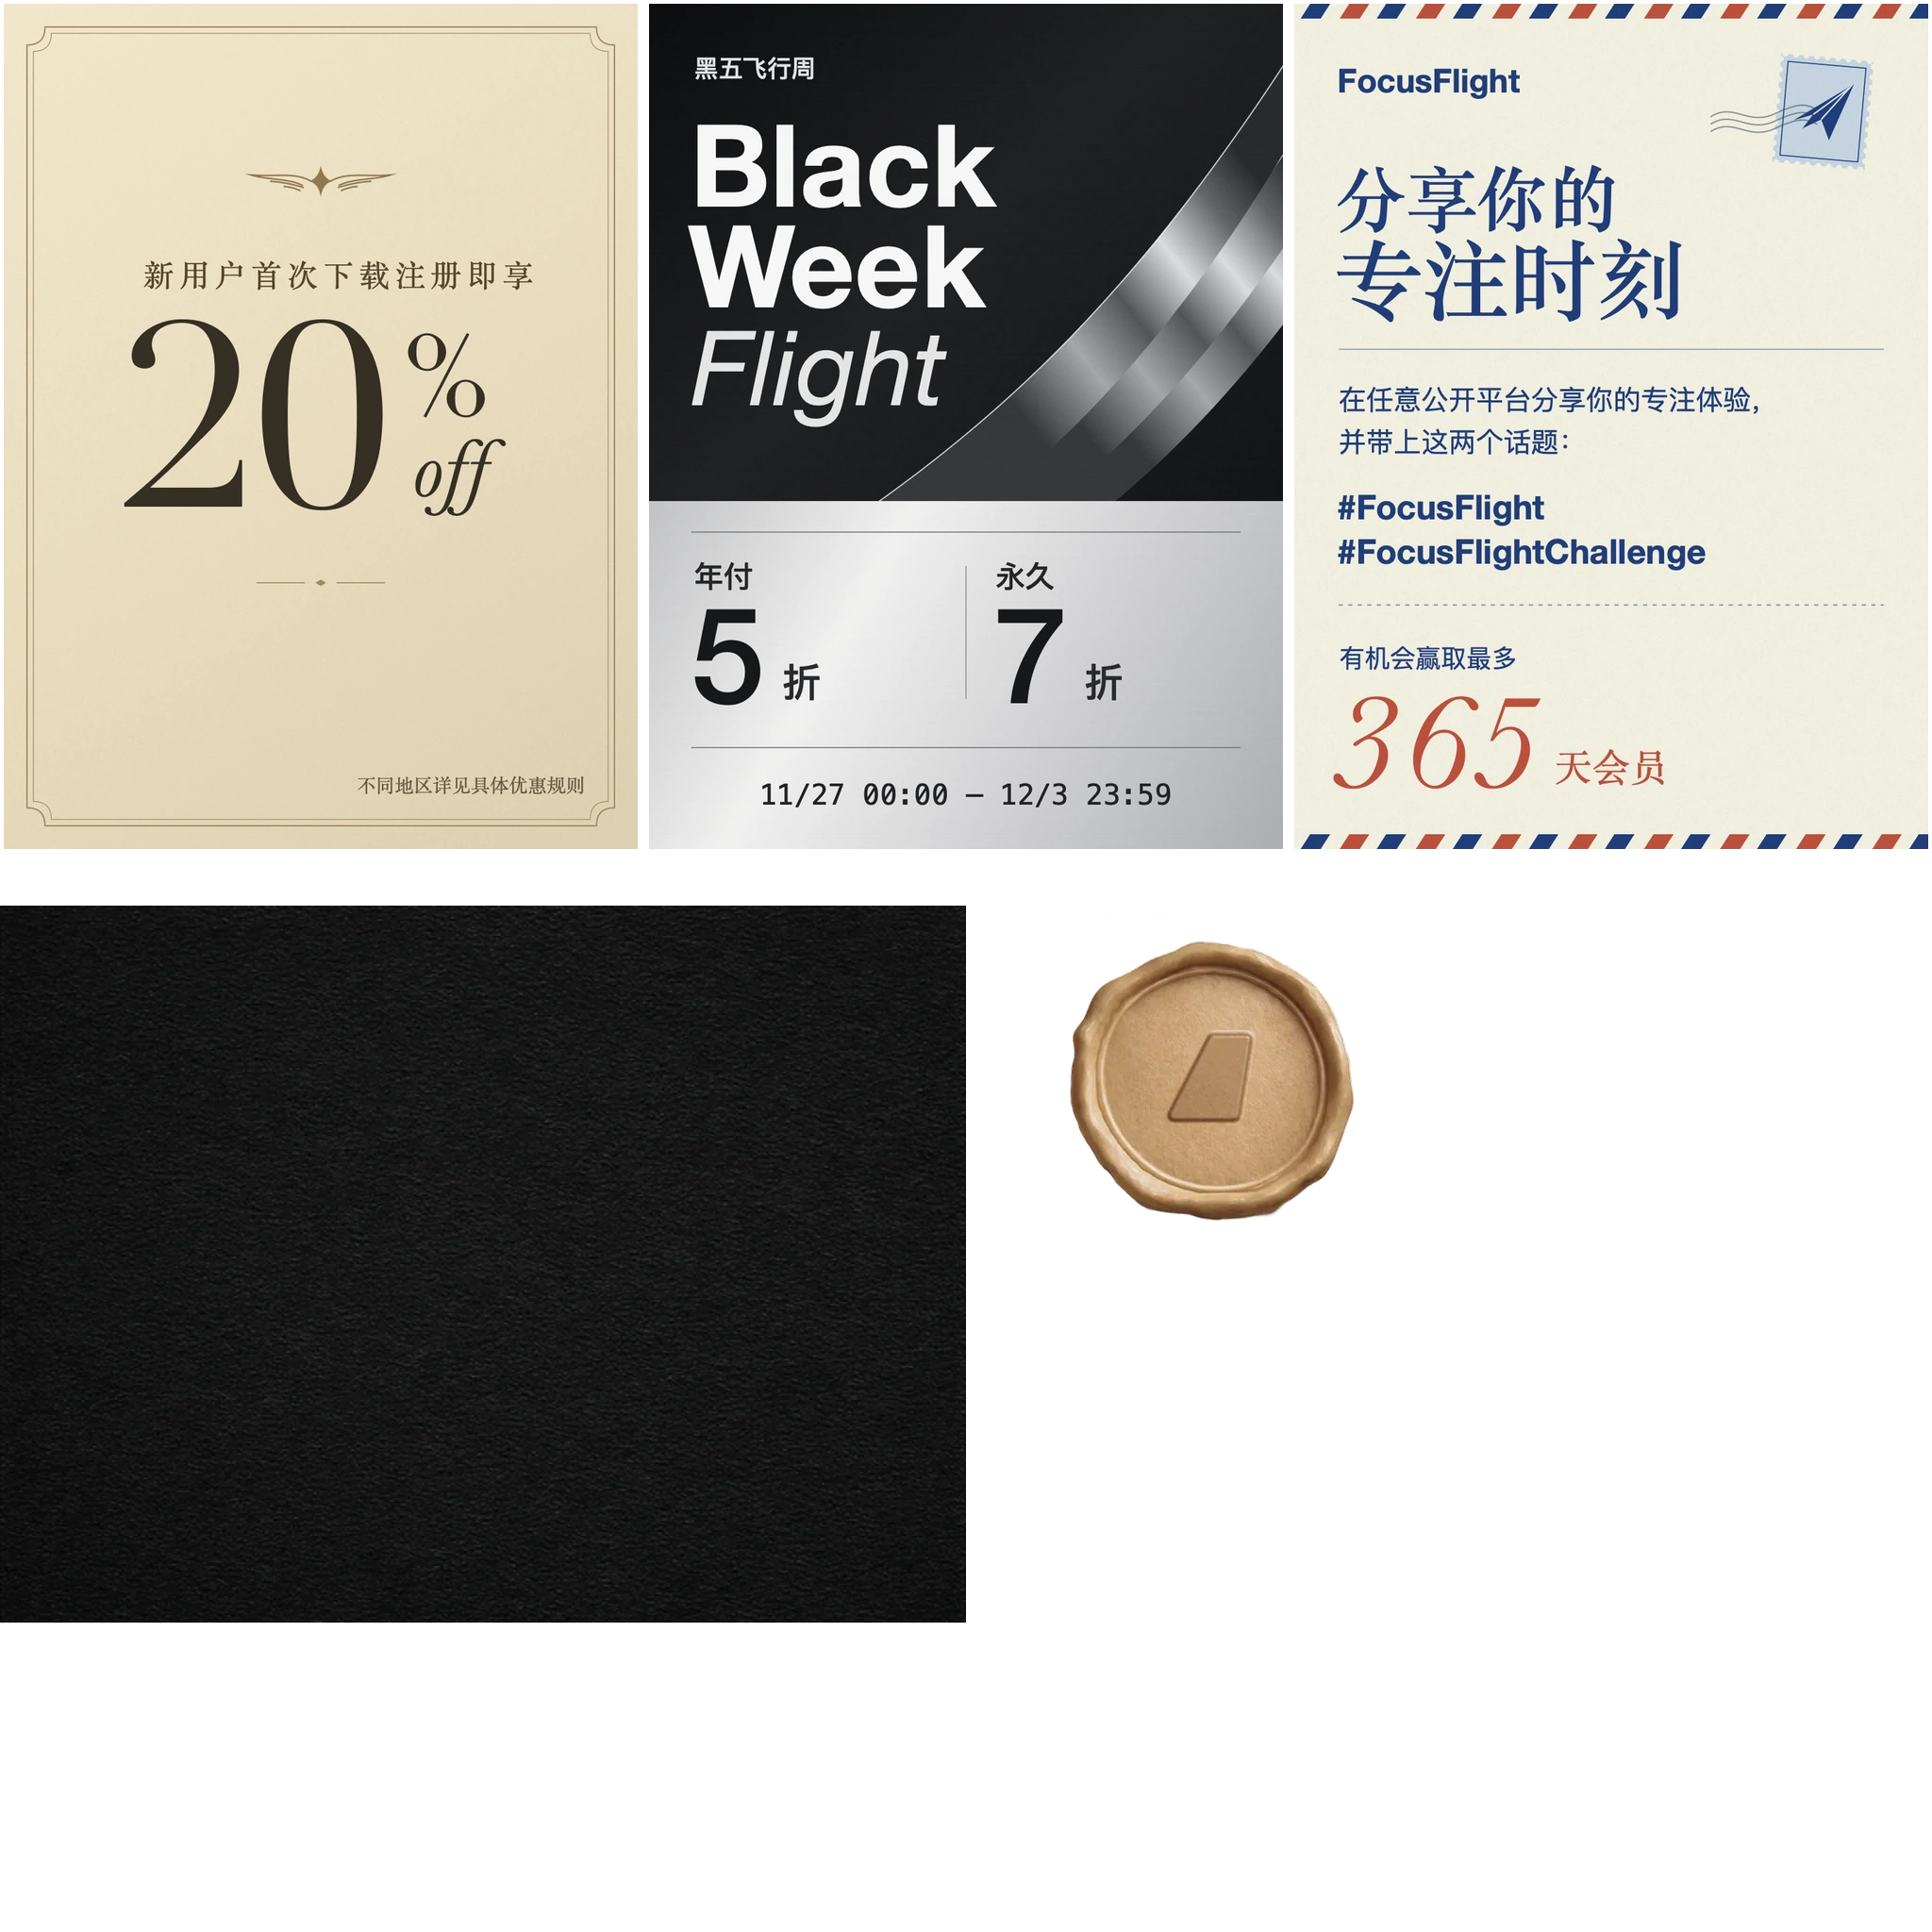 新用户首次下载注册即享
20%
off
不同地区详见具体优惠规则
黑五飞行周
Black
Week
Flight
年付
5 折
永久
7 折
11/27 00:00 — 12/3 23:59
FocusFlight
分享你的
专注时刻
在任意公开平台分享你的专注体验，
并带上这两个话题：
#FocusFlight
#FocusFlightChallenge
有机会赢取最多
365 天会员